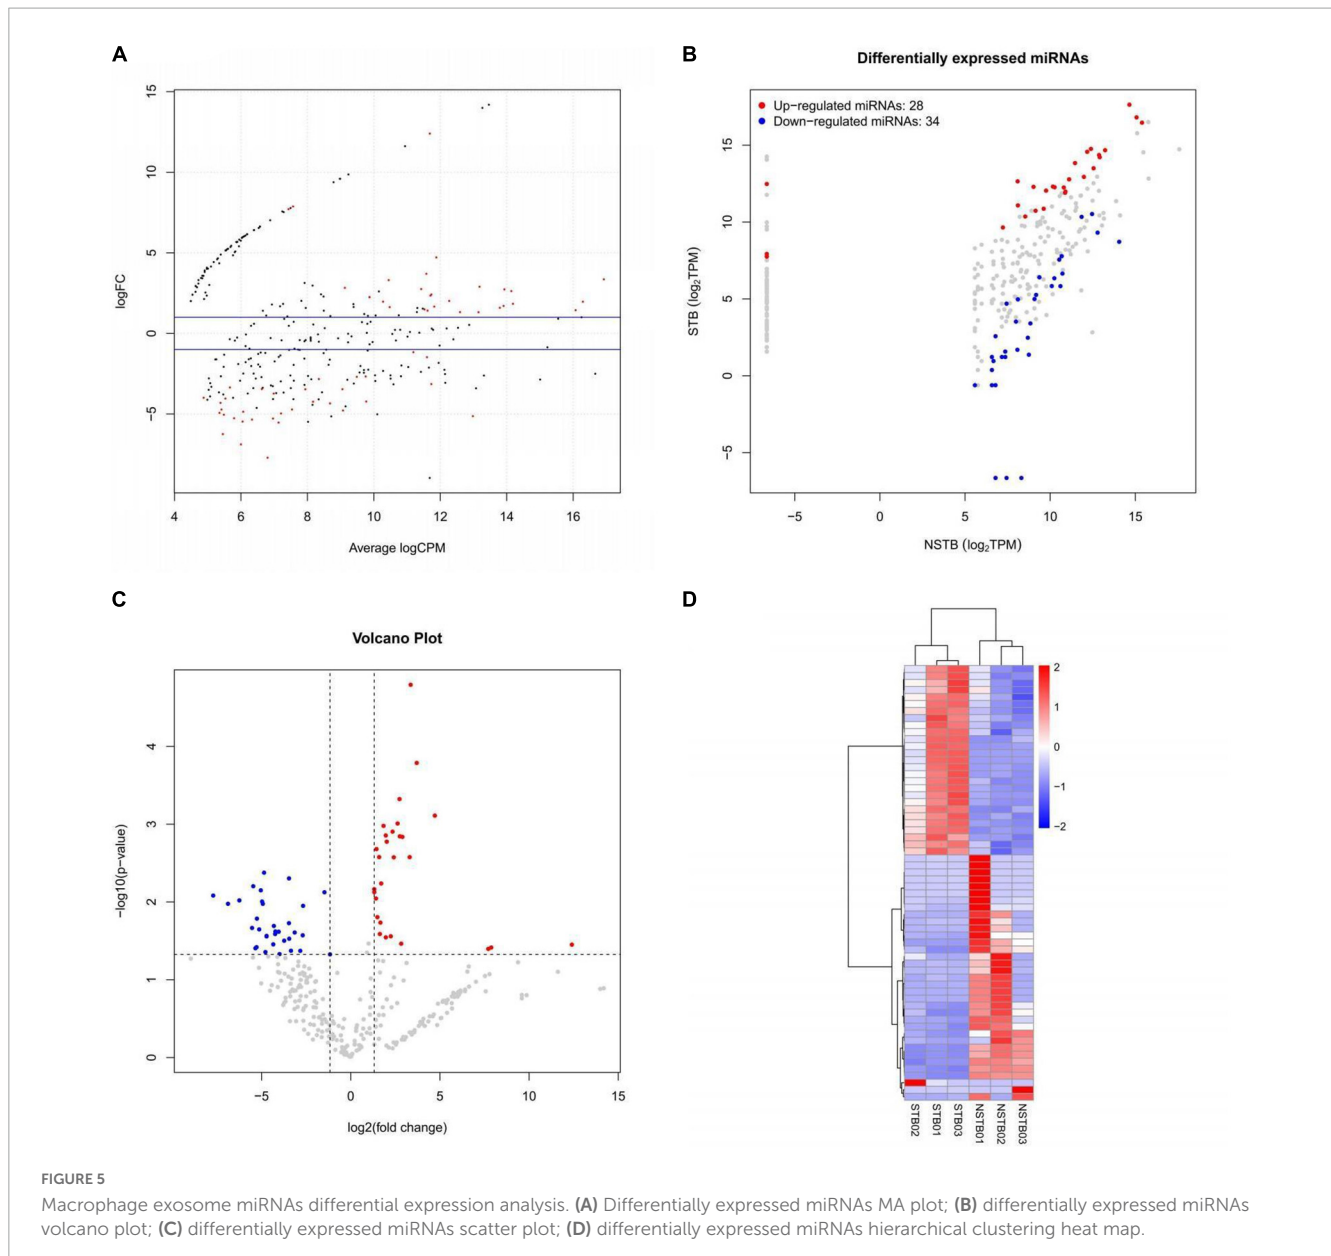 A
15
10
5
0
−5
logFC
4
6
8
10
12
14
16
Average logCPM
B
Differentially expressed miRNAs
Up−regulated miRNAs: 28
Down−regulated miRNAs: 34
15
10
5
0
−5
STB (log₂TPM)
−5
0
5
10
15
NSTB (log₂TPM)
C
Volcano Plot
4
3
2
1
0
−log10(p−value)
−5
0
5
10
15
log2(fold change)
D
2
1
0
−1
−2
STB02
STB01
STB03
NSTB01
NSTB02
NSTB03
FIGURE 5
Macrophage exosome miRNAs differential expression analysis. (A) Differentially expressed miRNAs MA plot; (B) differentially expressed miRNAs
volcano plot; (C) differentially expressed miRNAs scatter plot; (D) differentially expressed miRNAs hierarchical clustering heat map.